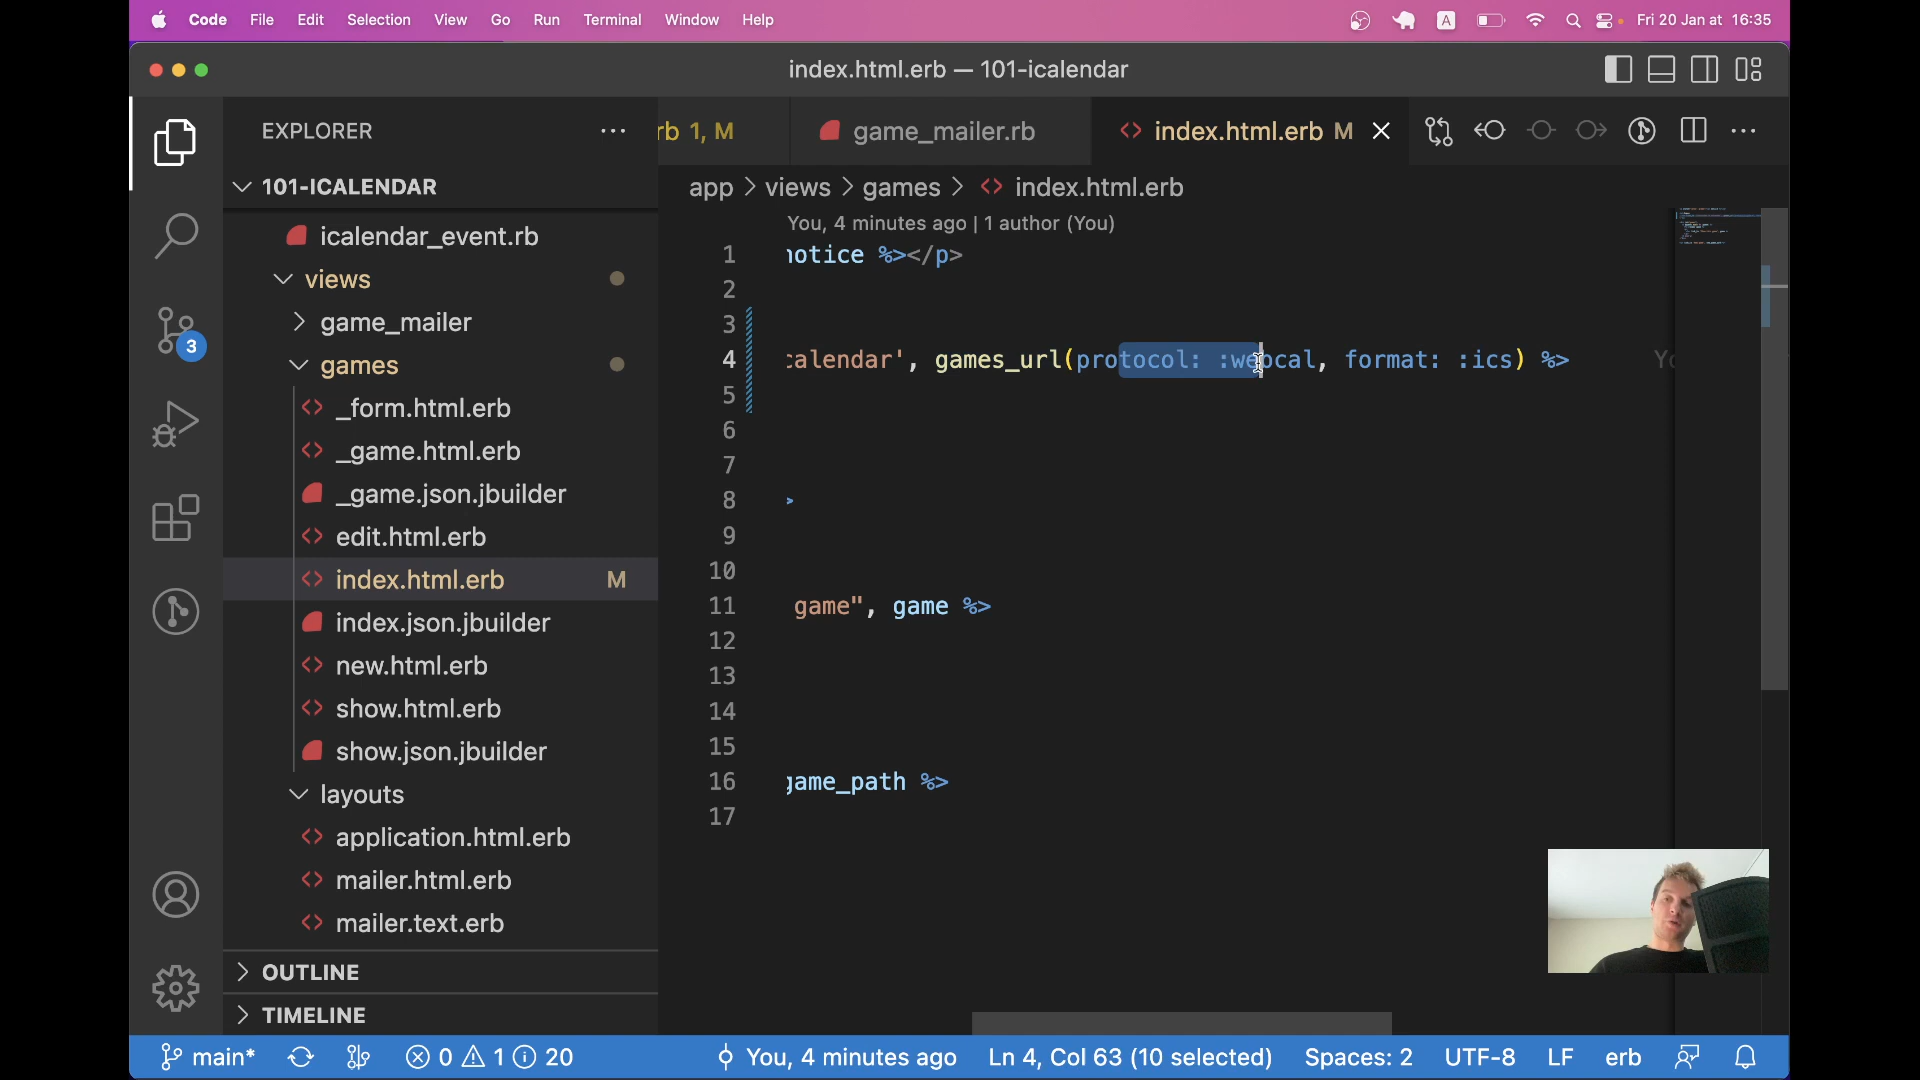 Code File Edit Selection View Go Run Terminal Window Help A Fri 20 Jan at 16:35
index.html.erb — 101-icalendar
EXPLORER ···
rb 1, M
game_mailer.rb
index.html.erb M
101-ICALENDAR
app > views > games > index.html.erb
icalendar_event.rb
views
game_mailer
games
_form.html.erb
_game.html.erb
_game.json.jbuilder
edit.html.erb
index.html.erb M
index.json.jbuilder
new.html.erb
show.html.erb
show.json.jbuilder
layouts
application.html.erb
mailer.html.erb
mailer.text.erb
OUTLINE
TIMELINE
3
You, 4 minutes ago | 1 author (You)
1 notice %></p>
2
3
4 calendar', games_url(protocol: :webcal, format: :ics) %> Yo
5
6
7
8 >
9
10
11 game", game %>
12
13
14
15
16 game_path %>
17
main* 0 1 20 You, 4 minutes ago Ln 4, Col 63 (10 selected) Spaces: 2 UTF-8 LF erb